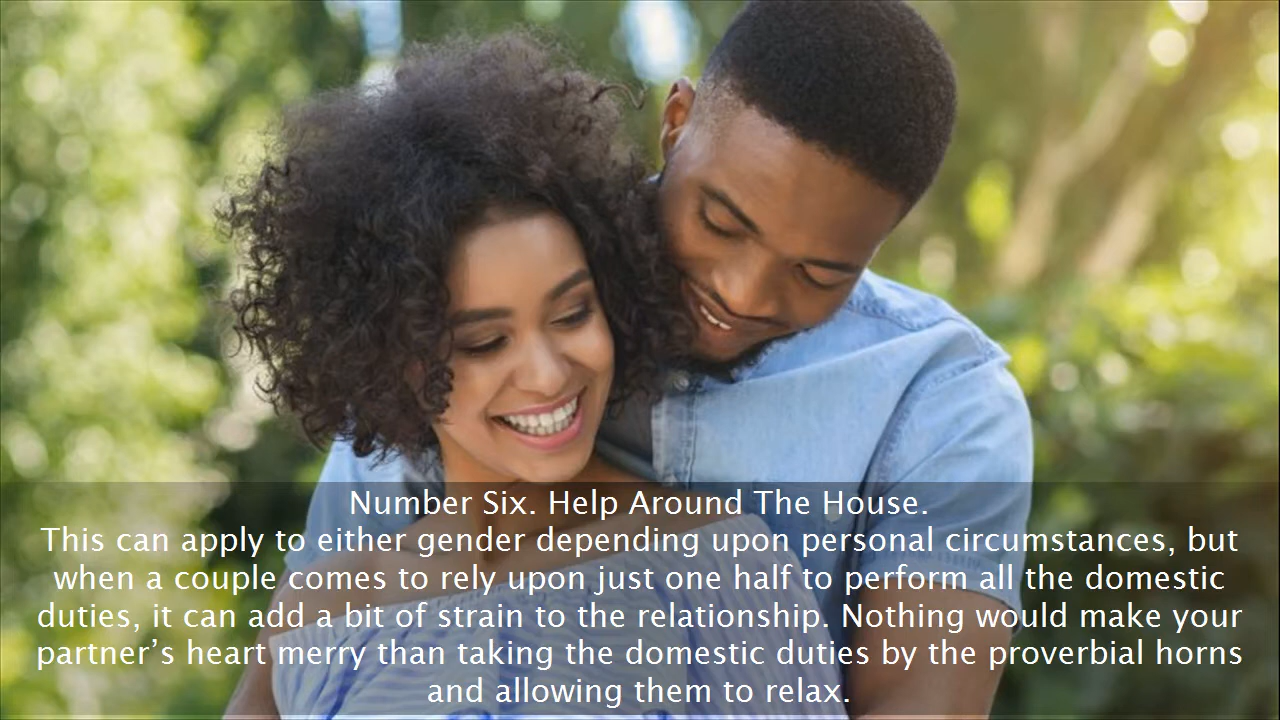 Number Six. Help Around The House.
This can apply to either gender depending upon personal circumstances, but
when a couple comes to rely upon just one half to perform all the domestic
duties, it can add a bit of strain to the relationship. Nothing would make your
partner’s heart merry than taking the domestic duties by the proverbial horns
and allowing them to relax.